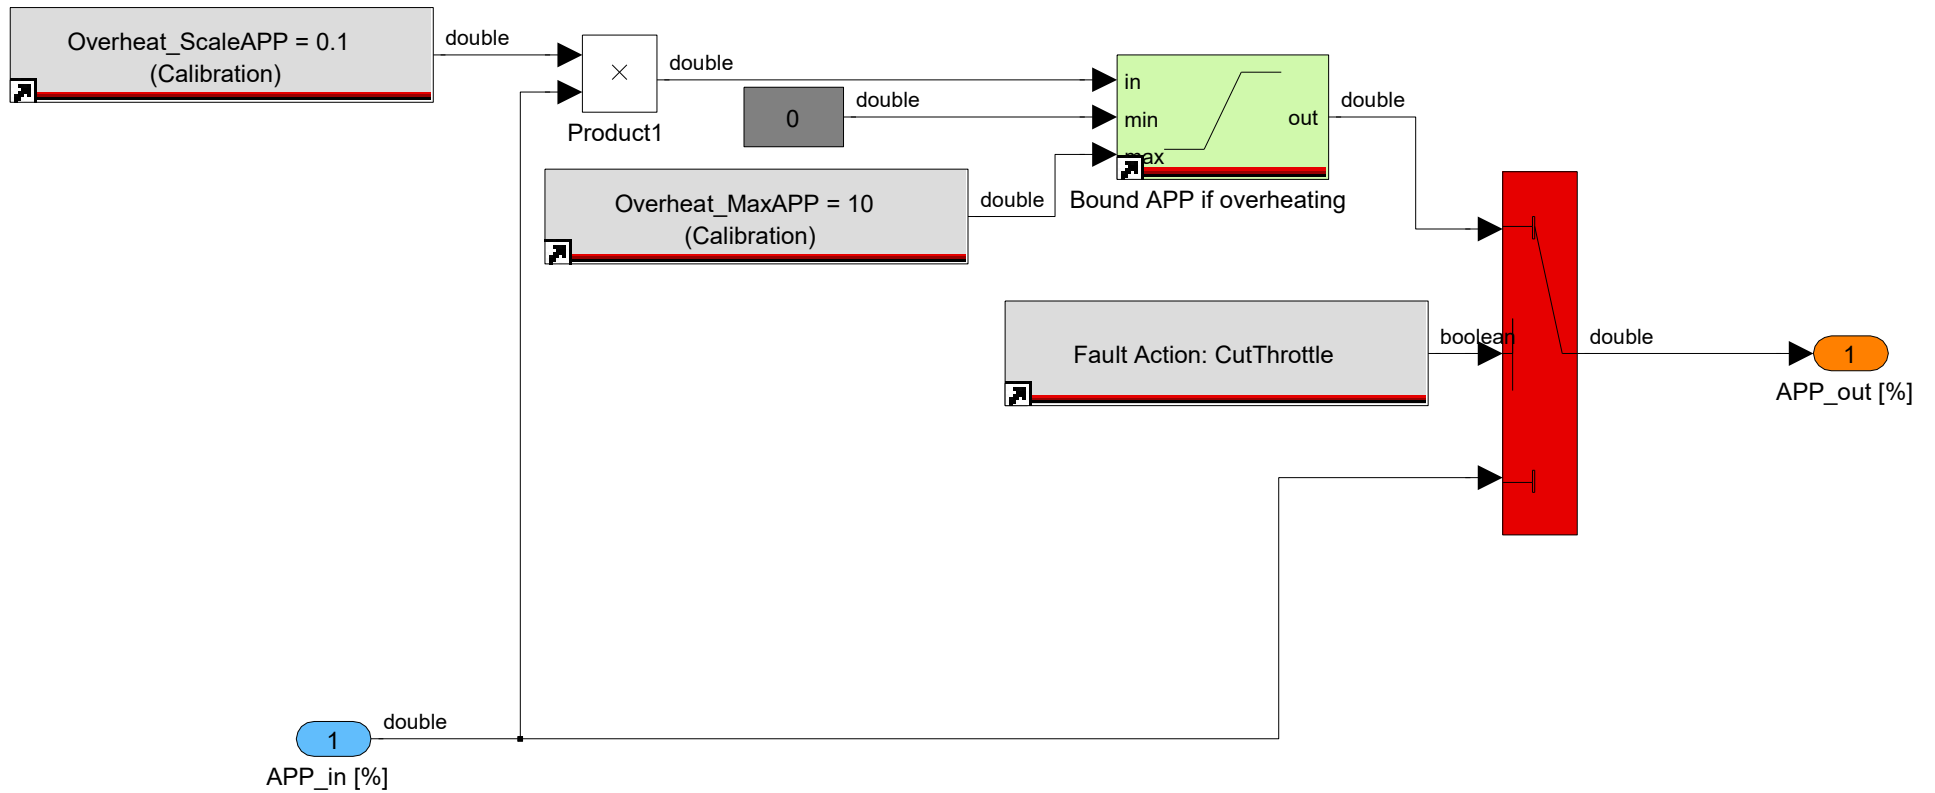 Overheat_ScaleAPP = 0.1
(Calibration)
double
×
Product1
double
0
double
in
min
max
out
double
Bound APP if overheating
Overheat_MaxAPP = 10
(Calibration)
double
Fault Action: CutThrottle
boolean
double
1
APP_out [%]
1
double
APP_in [%]